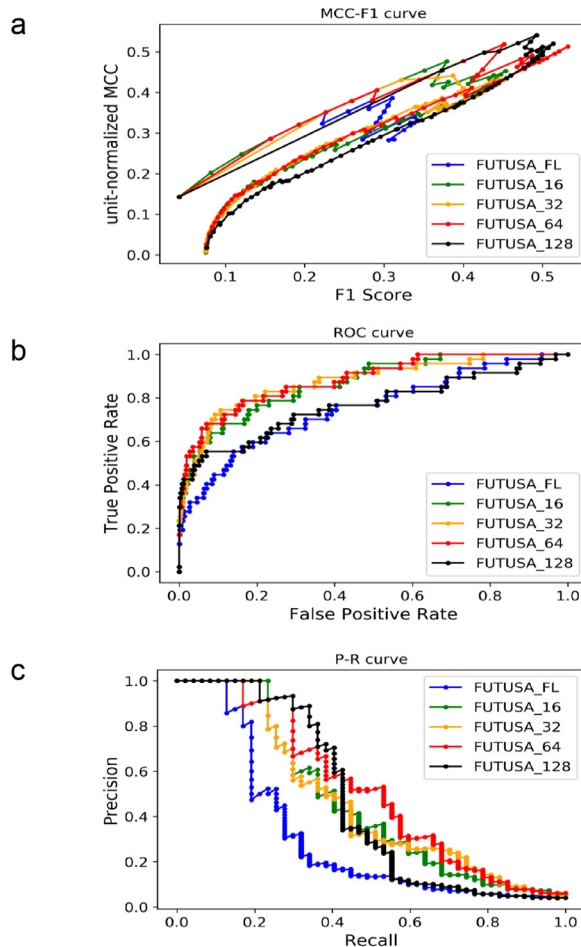 a
MCC-F1 curve
unit-normalized MCC
0.5
0.4
0.3
0.2
0.1
0.0
FUTUSA_FL
FUTUSA_16
FUTUSA_32
FUTUSA_64
FUTUSA_128
0.1 0.2 0.3 0.4 0.5
F1 Score
b
ROC curve
True Positive Rate
1.0
0.8
0.6
0.4
0.2
0.0
FUTUSA_FL
FUTUSA_16
FUTUSA_32
FUTUSA_64
FUTUSA_128
0.0 0.2 0.4 0.6 0.8 1.0
False Positive Rate
c
P-R curve
Precision
1.0
0.8
0.6
0.4
0.2
0.0
FUTUSA_FL
FUTUSA_16
FUTUSA_32
FUTUSA_64
FUTUSA_128
0.0 0.2 0.4 0.6 0.8 1.0
Recall